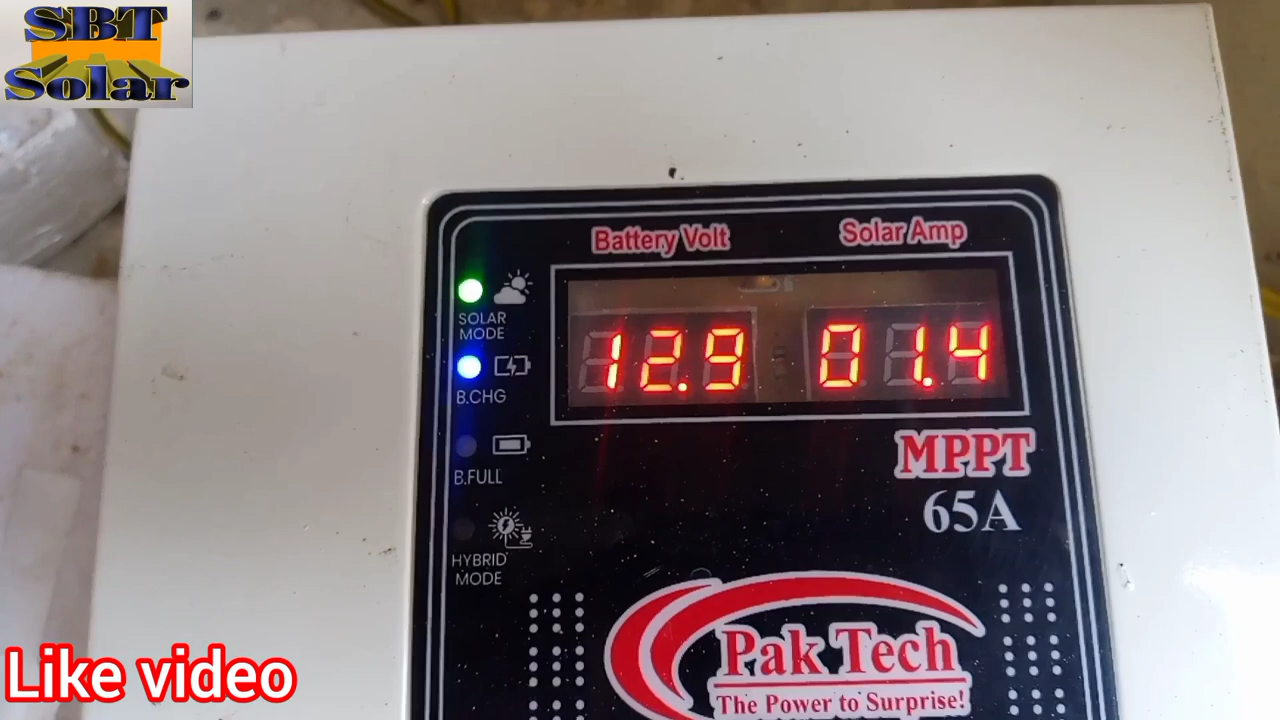 SBT
Solar
Battery Volt
Solar Amp
SOLAR
MODE
12.9
01.4
B.CHG
B.FULL
MPPT
65A
HYBRID
MODE
Pak Tech
The Power to Surprise!
Like video